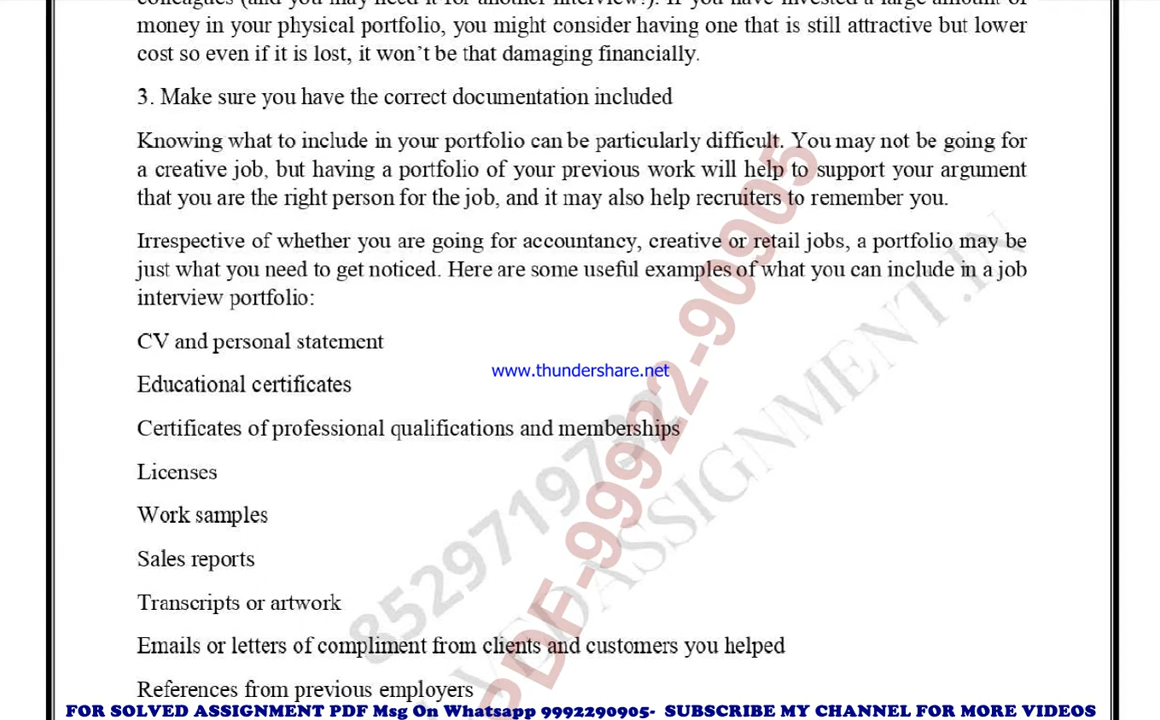 colleagues (and you may need it for another interview!). If you have invested a large amount of
money in your physical portfolio, you might consider having one that is still attractive but lower
cost so even if it is lost, it won’t be that damaging financially.
3. Make sure you have the correct documentation included
Knowing what to include in your portfolio can be particularly difficult. You may not be going for
a creative job, but having a portfolio of your previous work will help to support your argument
that you are the right person for the job, and it may also help recruiters to remember you.
Irrespective of whether you are going for accountancy, creative or retail jobs, a portfolio may be
just what you need to get noticed. Here are some useful examples of what you can include in a job
interview portfolio:
CV and personal statement
www.thundershare.net
Educational certificates
Certificates of professional qualifications and memberships
Licenses
Work samples
Sales reports
Transcripts or artwork
Emails or letters of compliment from clients and customers you helped
References from previous employers
PDF-99922-90905
FOR SOLVED ASSIGNMENT PDF Msg On Whatsapp 9992290905- SUBSCRIBE MY CHANNEL FOR MORE VIDEOS